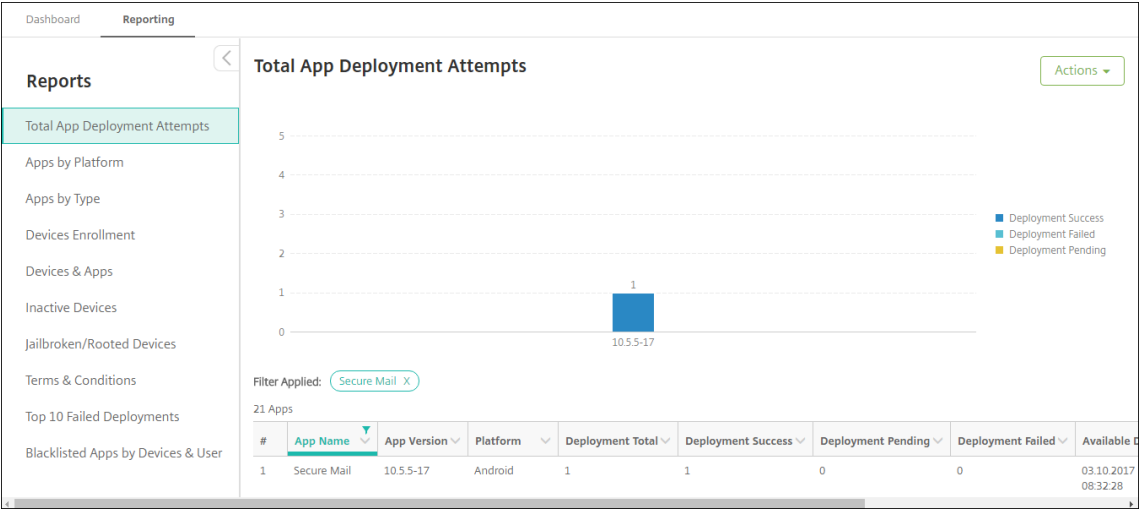 Dashboard Reporting
Reports
Total App Deployment Attempts
Apps by Platform
Apps by Type
Devices Enrollment
Devices & Apps
Inactive Devices
Jailbroken/Rooted Devices
Terms & Conditions
Top 10 Failed Deployments
Blacklisted Apps by Devices & User
Total App Deployment Attempts
Actions
5
4
3
2
1
0
1
10.5.5-17
Deployment Success
Deployment Failed
Deployment Pending
Filter Applied: Secure Mail X
21 Apps
# App Name App Version Platform Deployment Total Deployment Success Deployment Pending Deployment Failed Available D
1 Secure Mail 10.5.5-17 Android 1 1 0 0 03.10.2017
08:32:28